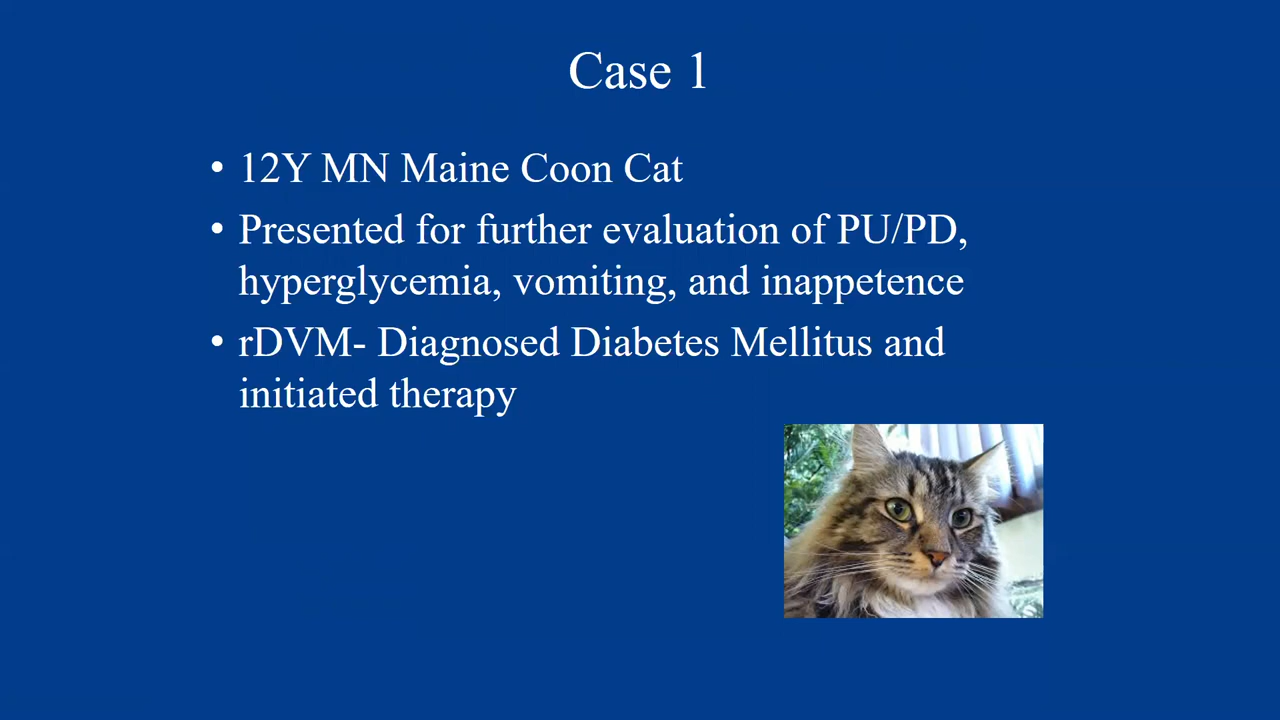 Case 1
• 12Y MN Maine Coon Cat
• Presented for further evaluation of PU/PD,
hyperglycemia, vomiting, and inappetence
• rDVM- Diagnosed Diabetes Mellitus and
initiated therapy